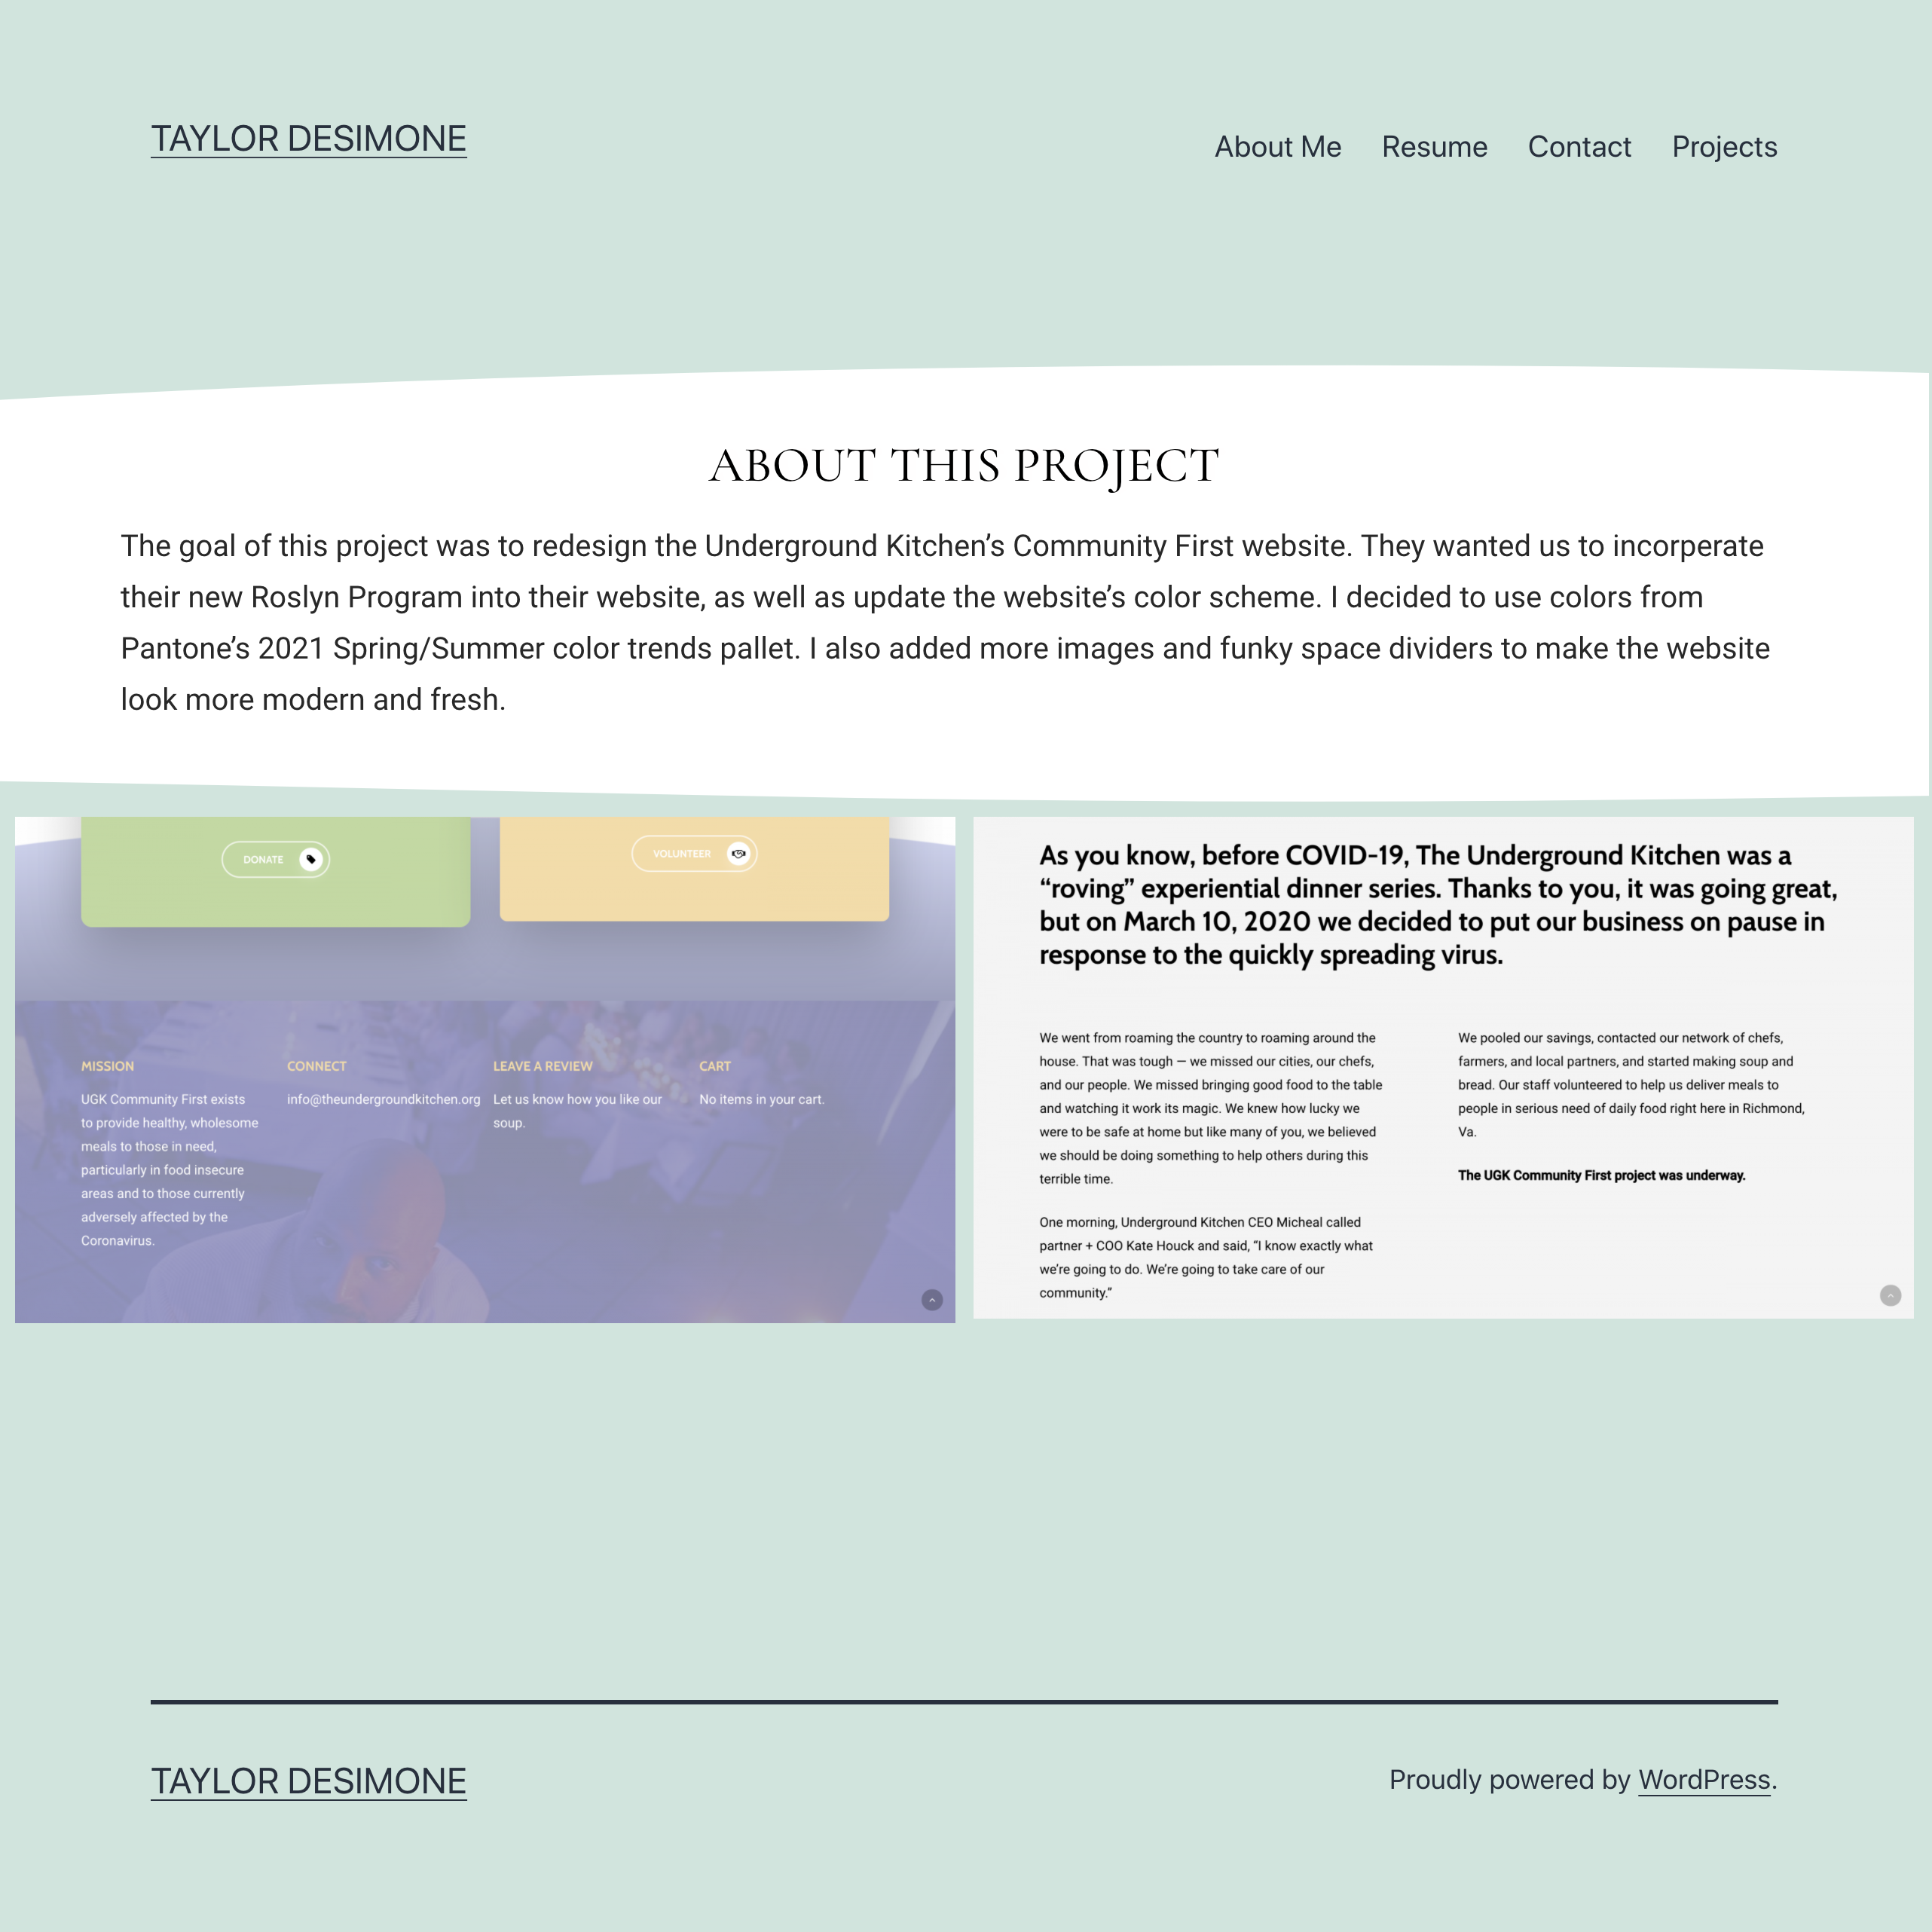 TAYLOR DESIMONE
About Me Resume Contact Projects
ABOUT THIS PROJECT
The goal of this project was to redesign the Underground Kitchen’s Community First website. They wanted us to incorperate
their new Roslyn Program into their website, as well as update the website’s color scheme. I decided to use colors from
Pantone’s 2021 Spring/Summer color trends pallet. I also added more images and funky space dividers to make the website
look more modern and fresh.
DONATE
VOLUNTEER
MISSION
UGK Community First exists
to provide healthy, wholesome
meals to those in need,
particularly in food insecure
areas and to those currently
adversely affected by the
Coronavirus.
CONNECT
info@theundergroundkitchen.org
LEAVE A REVIEW
Let us know how you like our
soup.
CART
No items in your cart.
As you know, before COVID-19, The Underground Kitchen was a
“roving” experiential dinner series. Thanks to you, it was going great,
but on March 10, 2020 we decided to put our business on pause in
response to the quickly spreading virus.
We went from roaming the country to roaming around the
house. That was tough — we missed our cities, our chefs,
and our people. We missed bringing good food to the table
and watching it work its magic. We knew how lucky we
were to be safe at home but like many of you, we believed
we should be doing something to help others during this
terrible time.
One morning, Underground Kitchen CEO Micheal called
partner + COO Kate Houck and said, “I know exactly what
we’re going to do. We’re going to take care of our
community.”
We pooled our savings, contacted our network of chefs,
farmers, and local partners, and started making soup and
bread. Our staff volunteered to help us deliver meals to
people in serious need of daily food right here in Richmond,
Va.
The UGK Community First project was underway.
TAYLOR DESIMONE
Proudly powered by WordPress.